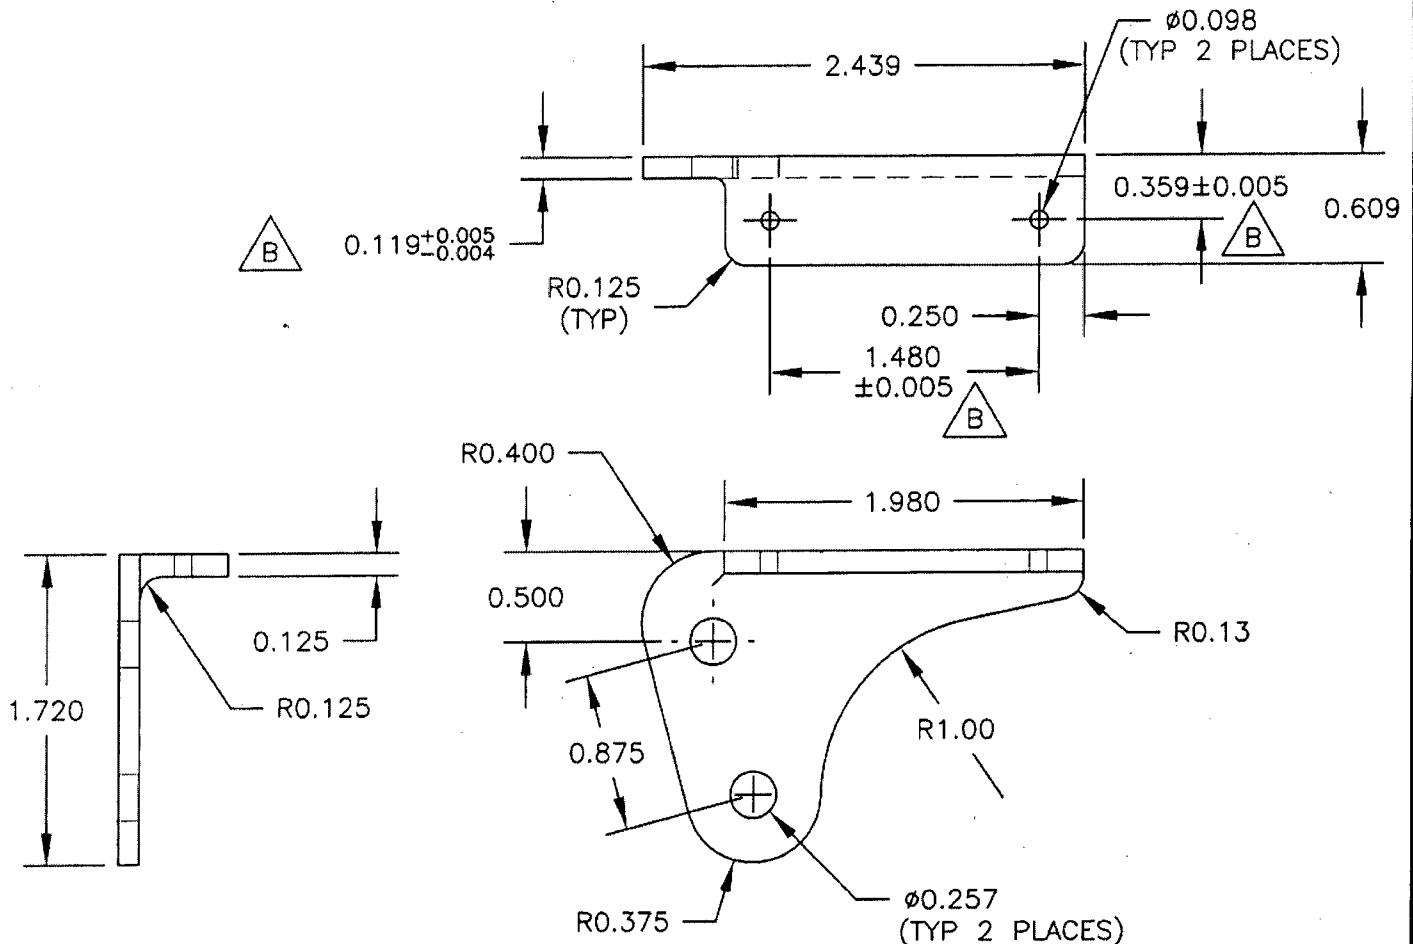 ø0.098
(TYP 2 PLACES)
2.439
0.359±0.005
0.609
B
0.119+0.005
-0.004
B
R0.125
(TYP)
0.250
1.480
±0.005
B
R0.400
1.980
0.500
0.125
R0.13
1.720
R0.125
R1.00
0.875
ø0.257
(TYP 2 PLACES)
R0.375